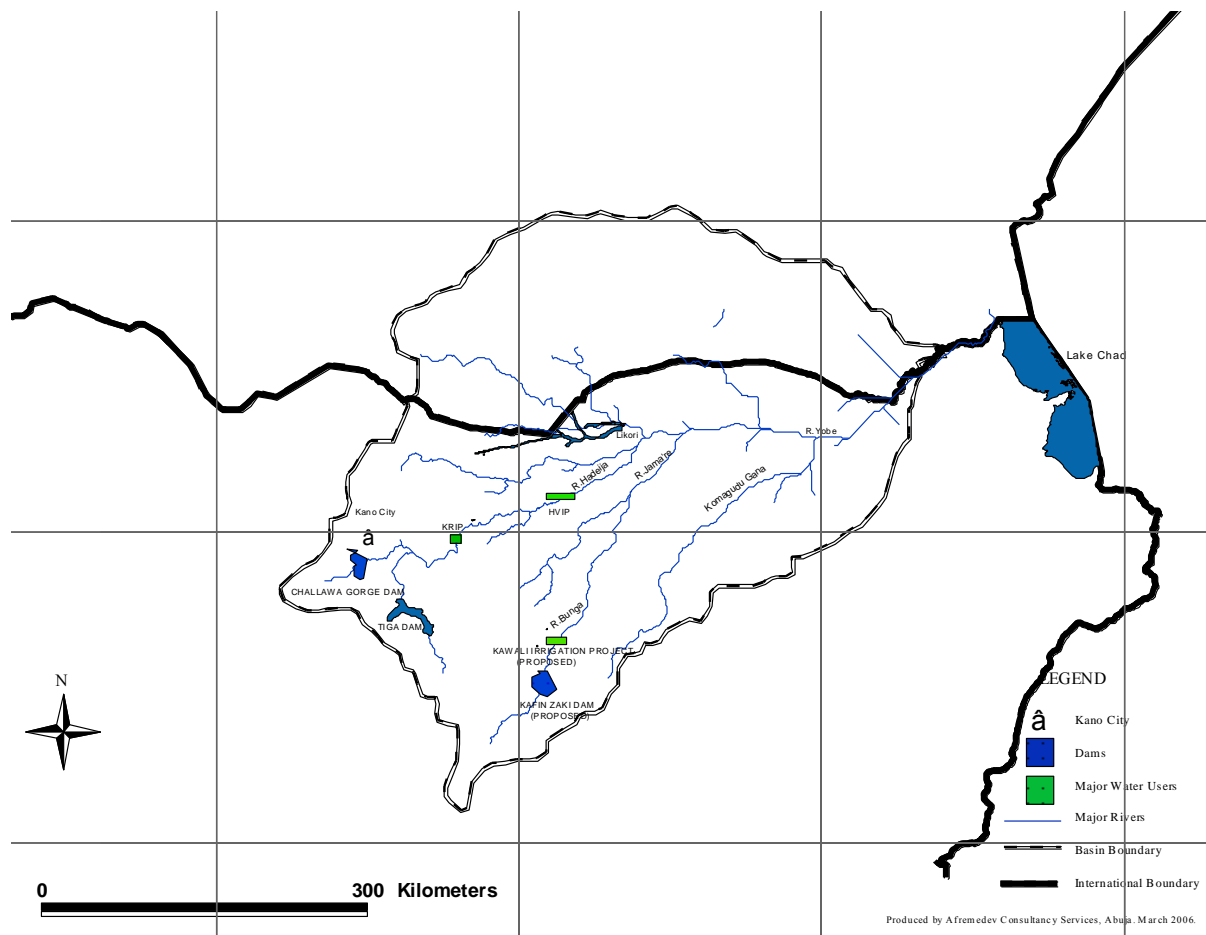 Lake Chad
Likori
R.Yobe
R.Hadeija
R.Jama're
Komagudu Gana
HVIP
Kano City
â
KRIP
CHALLAWA GORGE DAM
TIGA DAM
R.Bunga
KAWALI IRRIGATION PROJECT
(PROPOSED)
KAFIN ZAKI DAM
(PROPOSED)
N
LEGEND
â Kano City
Dams
Major Water Users
Major Rivers
Basin Boundary
International Boundary
0 300 Kilometers
Produced by Afremedev Consultancy Services, Abuja. March 2006.